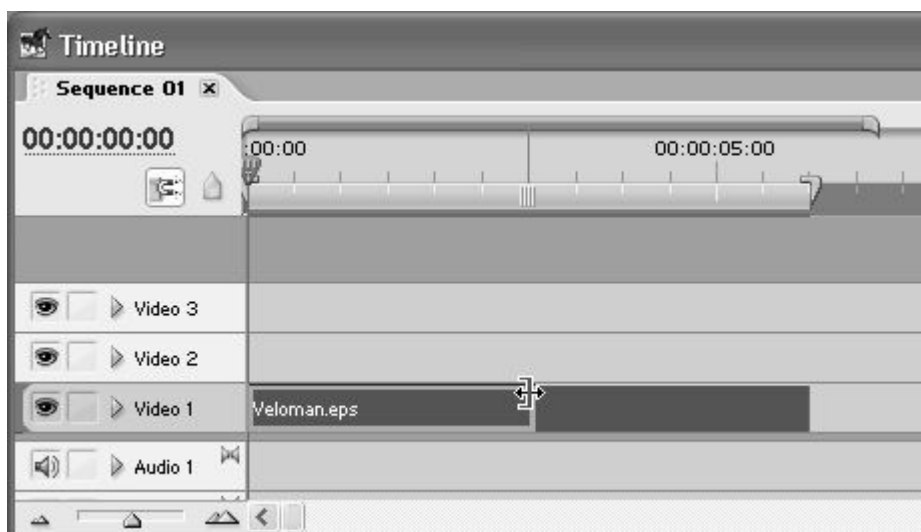 Timeline
Sequence 01
00:00:00:00
:00:00
00:00:05:00
Video 3
Video 2
Video 1
Veloman.eps
Audio 1